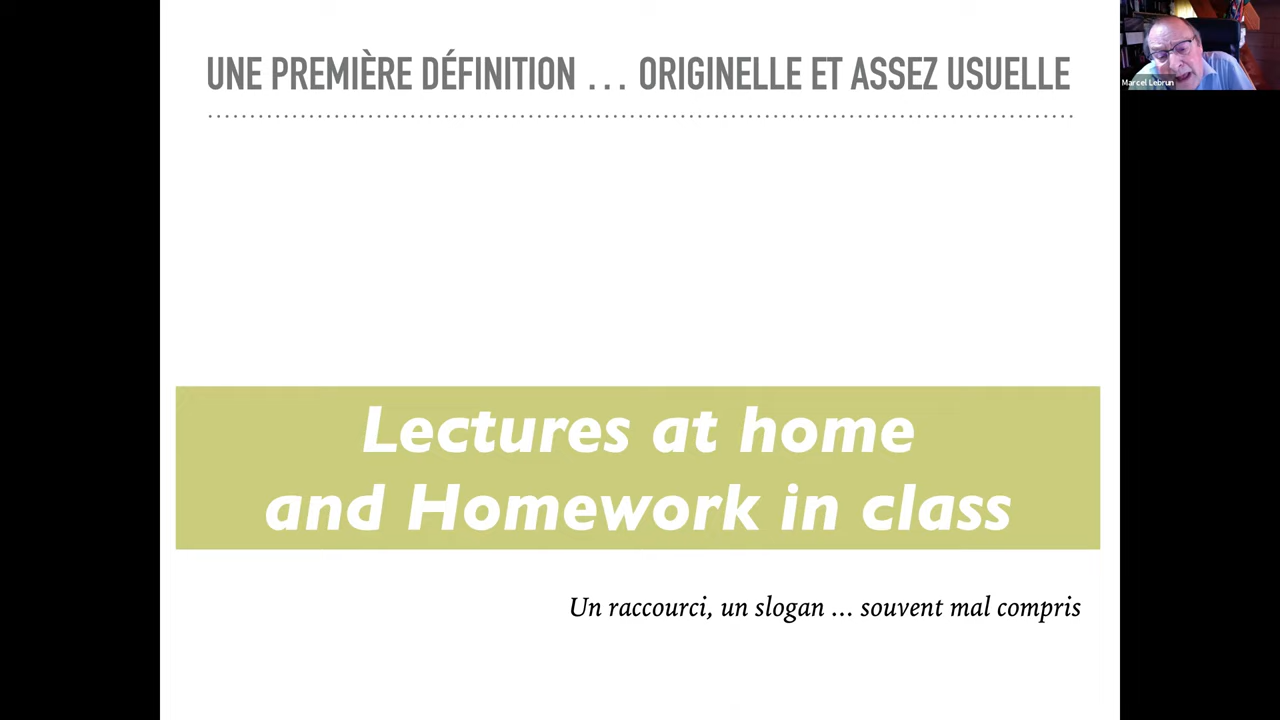 UNE PREMIÈRE DÉFINITION ... ORIGINELLE ET ASSEZ USUELLE
Marcel Lebrun
Lectures at home
and Homework in class
Un raccourci, un slogan ... souvent mal compris